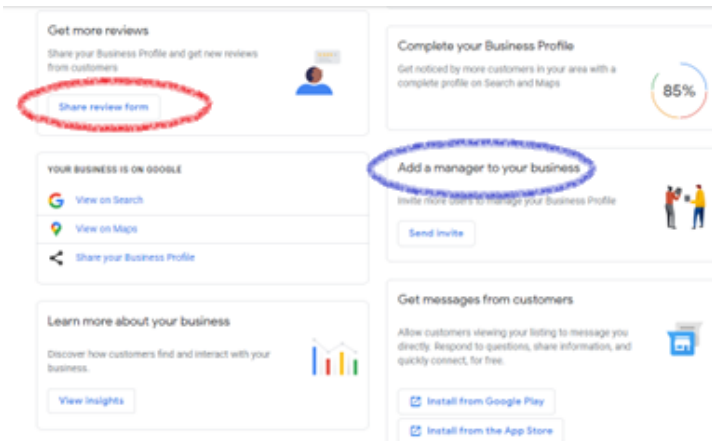 Get more reviews
Share your Business Profile and get new reviews
from customers
Share review form
YOUR BUSINESS IS ON GOOGLE
View on Search
View on Maps
Share your Business Profile
Learn more about your business
Discover how customers find and interact with your
business.
View insights
Complete your Business Profile
Get noticed by more customers in your area with a
complete profile on Search and Maps
85%
Add a manager to your business
Invite more users to manage your Business Profile
Send invite
Get messages from customers
Allow customers viewing your listing to message you
directly. Respond to questions, share information, and
quickly connect, for free.
Install from Google Play
Install from the App Store